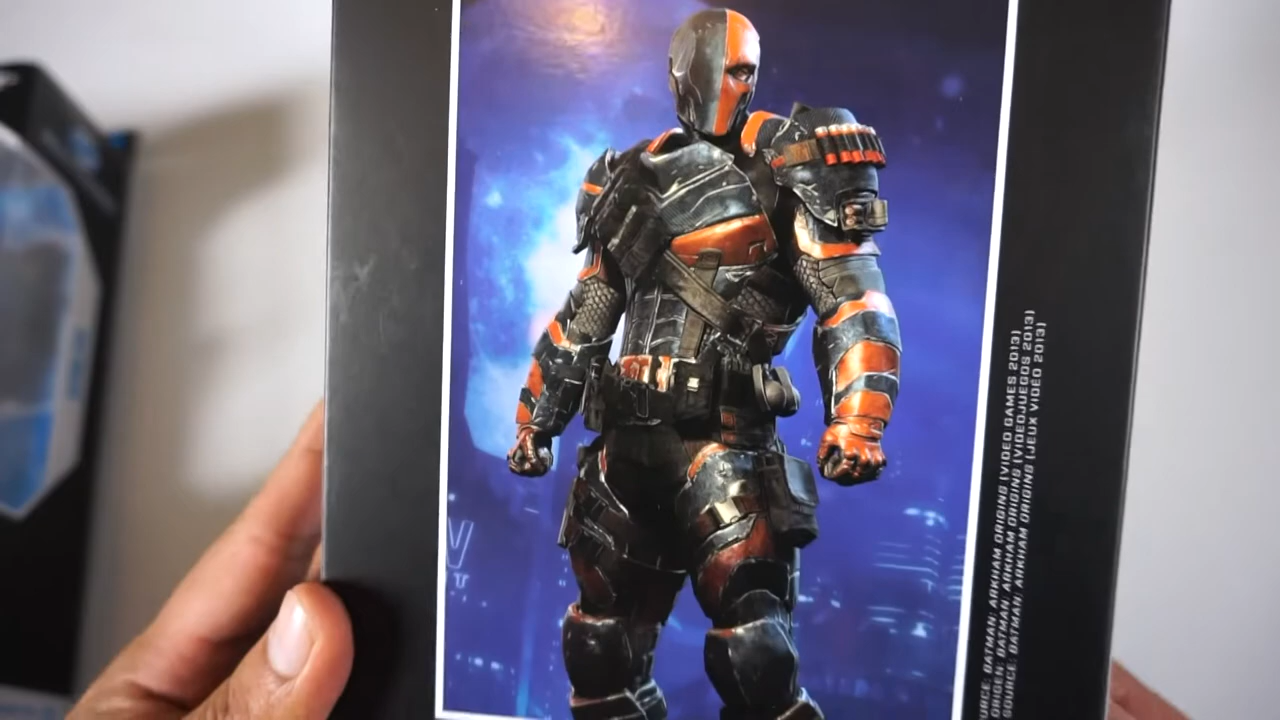 SOURCE: BATMAN: ARKHAM ORIGINS (VIDEO GAMES 2013)
ORIGEN: BATMAN: ARKHAM ORIGINS (VIDEOJUEGOS 2013)
SOURCE: BATMAN: ARKHAM ORIGINS (JEUX VIDÉO 2013)